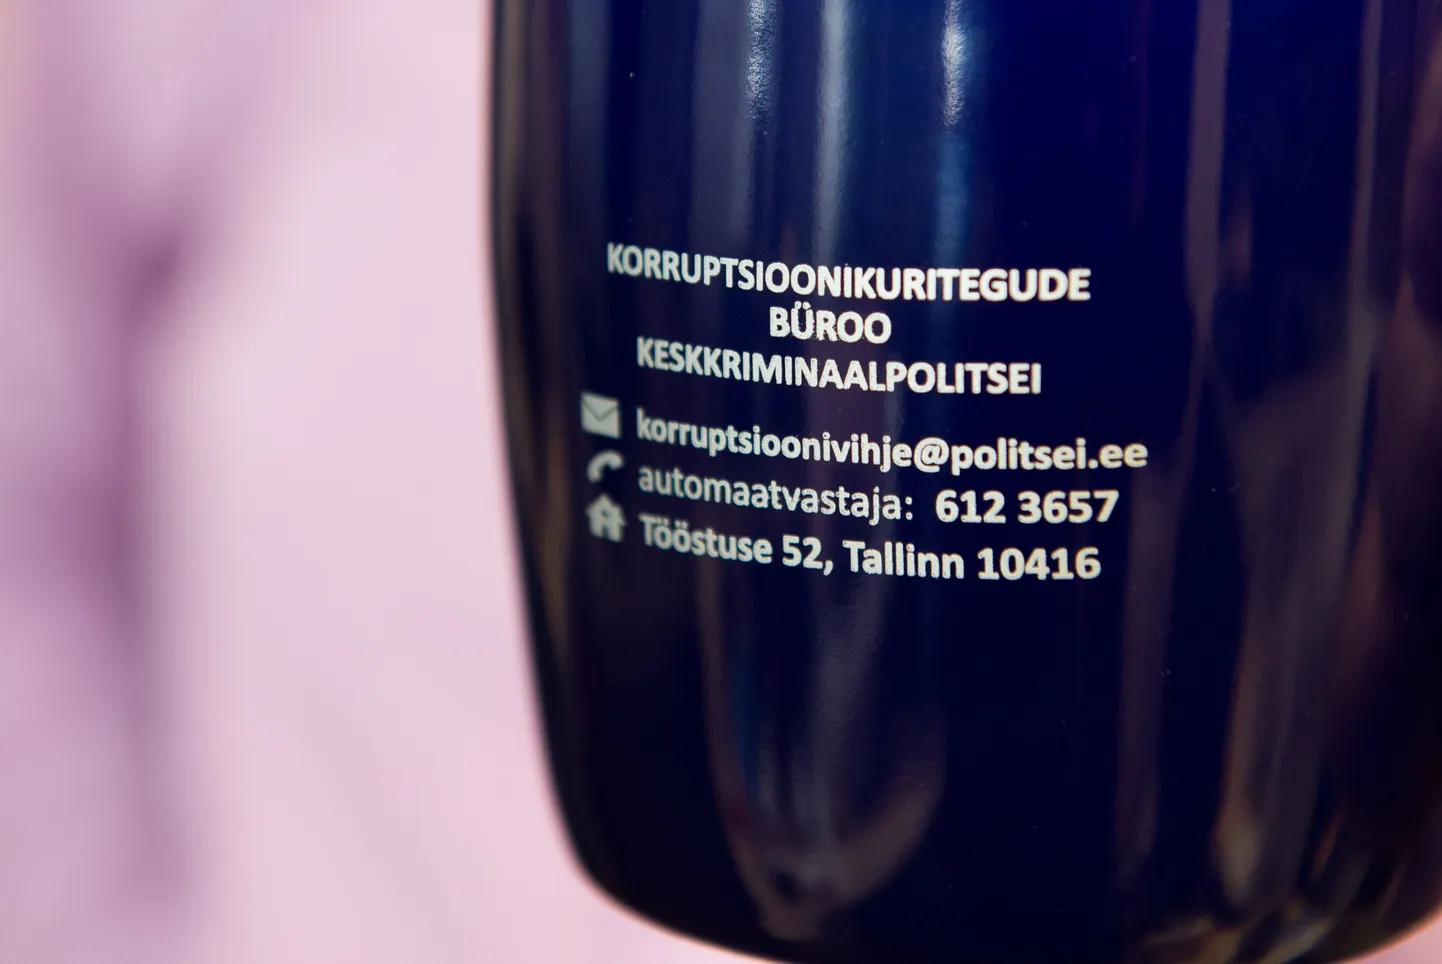 KORRUPTSIOONIKURITEGUDE
BÜROO
KESKKRIMINAALPOLITSEI
korruptsioonivihje@politsei.ee
automaatvastaja: 612 3657
Tööstuse 52, Tallinn 10416